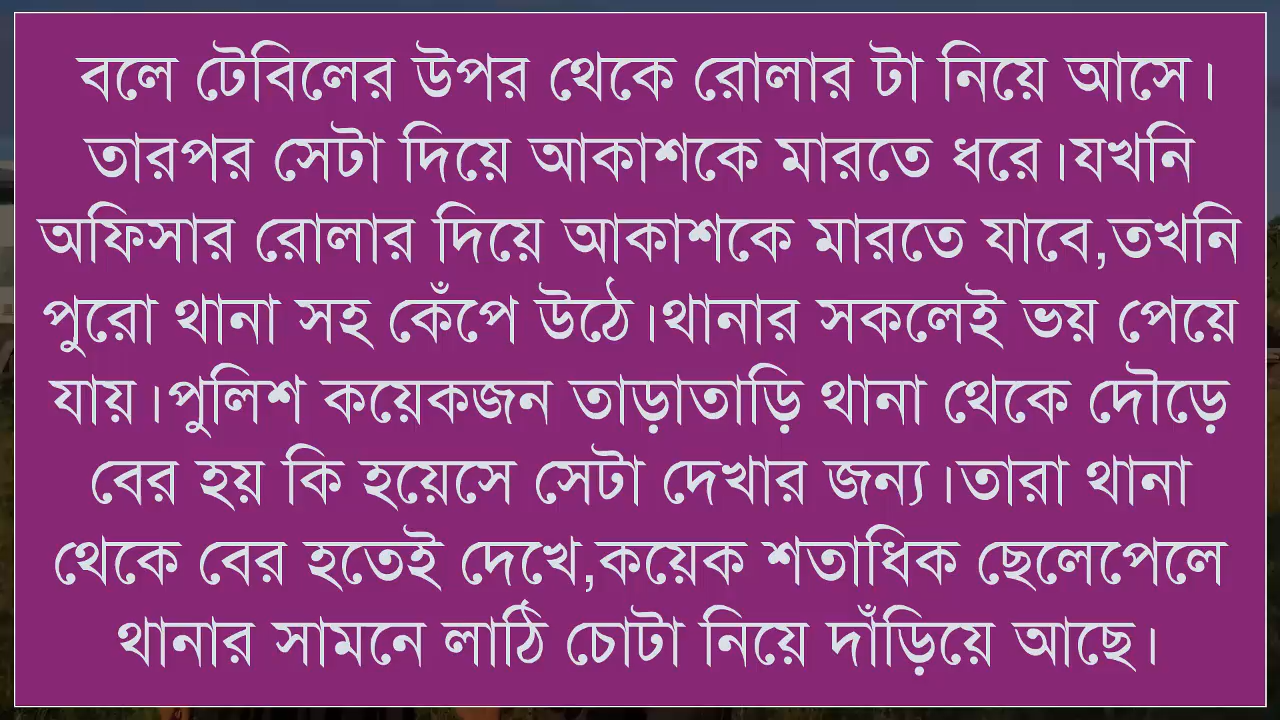 বলে টেবিলের উপর থেকে রোলার টা নিয়ে আসে।
তারপর সেটা দিয়ে আকাশকে মারতে ধরে।যখনি
অফিসার রোলার দিয়ে আকাশকে মারতে যাবে,তখনি
পুরো থানা সহ কেঁপে উঠে।থানার সকলেই ভয় পেয়ে
যায়।পুলিশ কয়েকজন তাড়াতাড়ি থানা থেকে দৌড়ে
বের হয় কি হয়েসে সেটা দেখার জন্য।তারা থানা
থেকে বের হতেই দেখে,কয়েক শতাধিক ছেলেপেলে
থানার সামনে লাঠি চোটা নিয়ে দাঁড়িয়ে আছে।